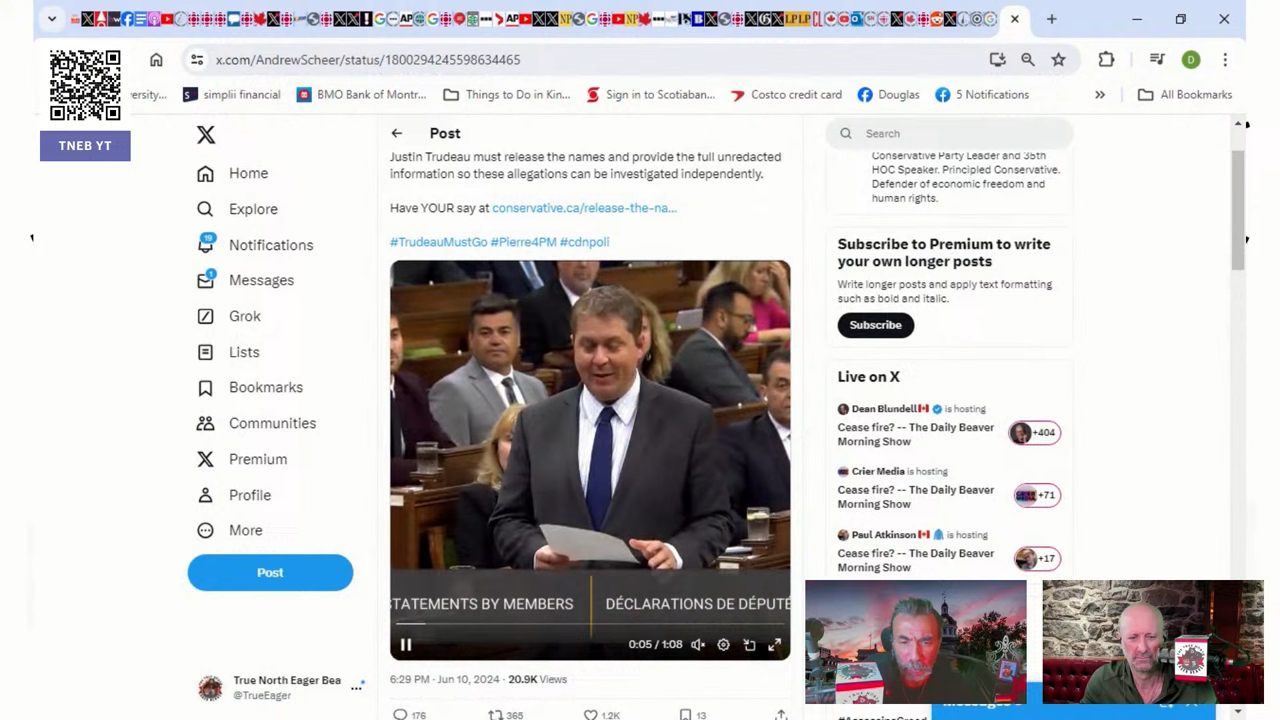 x.com/AndrewScheer/status/1800294245598634465
versity...
simplii financial
BMO Bank of Montr...
Things to Do in Kin...
Sign in to Scotiaban...
Costco credit card
Douglas
5 Notifications
»
All Bookmarks
TNEB YT
Home
Explore
19
Notifications
1
Messages
Grok
Lists
Bookmarks
Communities
Premium
Profile
More
Post
True North Eager Bea
@TrueEager
Post
Justin Trudeau must release the names and provide the full unredacted
information so these allegations can be investigated independently.
Have YOUR say at conservative.ca/release-the-na...
#TrudeauMustGo #Pierre4PM #cdnpoli
STATEMENTS BY MEMBERS
DÉCLARATIONS DE DÉPUTÉ
0:05 / 1:08
6:29 PM · Jun 10, 2024 · 20.9K Views
176
365
1.2K
13
Search
Conservative Party Leader and 35th
HOC Speaker. Principled Conservative.
Defender of economic freedom and
human rights.
Subscribe to Premium to write
your own longer posts
Write longer posts and apply text formatting
such as bold and italic.
Subscribe
Live on X
Dean Blundell is hosting
Cease fire? -- The Daily Beaver
Morning Show
+404
Crier Media is hosting
Cease fire? -- The Daily Beaver
Morning Show
+71
Paul Atkinson is hosting
Cease fire? -- The Daily Beaver
Morning Show
+17